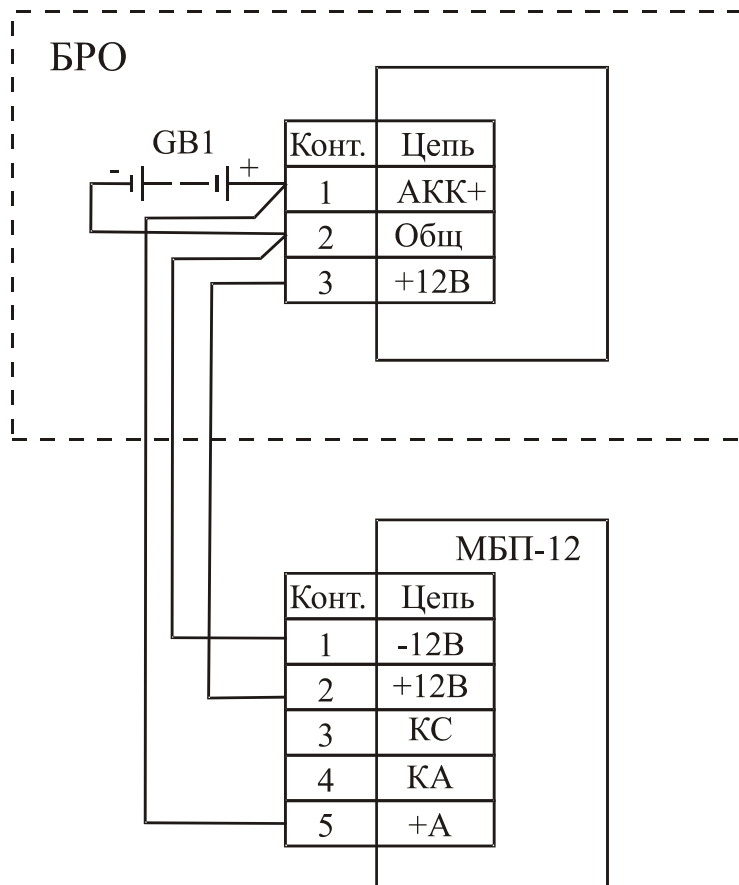 БРО
GB1
- +
Конт. Цепь
1 АКК+
2 Общ
3 +12В
МБП-12
Конт. Цепь
1 -12В
2 +12В
3 КС
4 КА
5 +А